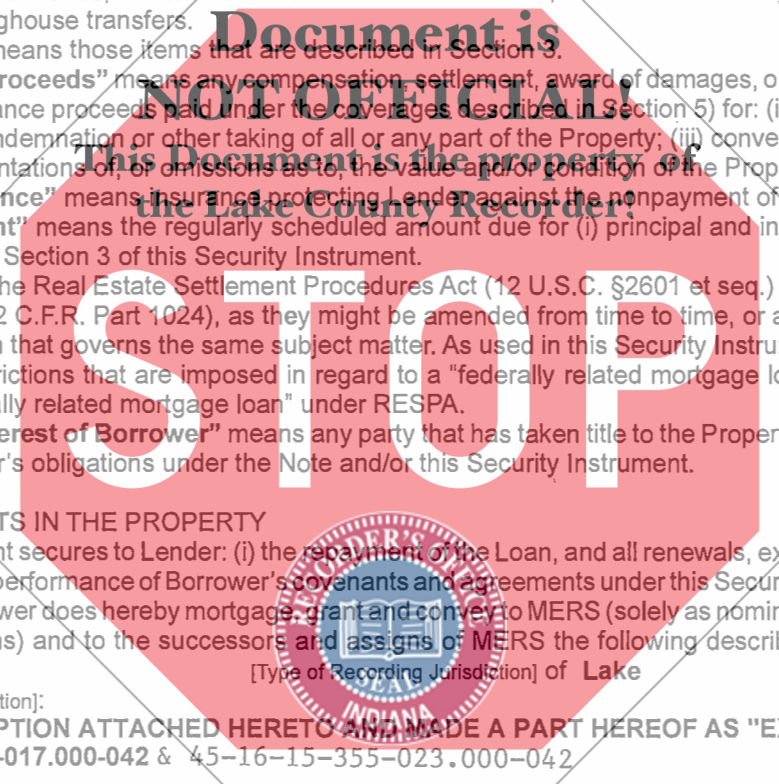 ghouse transfers.
means those items that are described in Section 3.
roceeds” means any compensation, settlement, award of damages, o
ance proceeds paid under the coverages described in Section 5) for: (i
ndemnation or other taking of all or any part of the Property; (iii) conve
ntations of, or omissions as to, the value and/or condition of the Prop
nce” means insurance protecting Lender against the nonpayment of
nt” means the regularly scheduled amount due for (i) principal and in
Section 3 of this Security Instrument.
he Real Estate Settlement Procedures Act (12 U.S.C. §2601 et seq.)
2 C.F.R. Part 1024), as they might be amended from time to time, or a
n that governs the same subject matter. As used in this Security Instru
rictions that are imposed in regard to a “federally related mortgage lo
lly related mortgage loan” under RESPA.
erest of Borrower” means any party that has taken title to the Proper
r’s obligations under the Note and/or this Security Instrument.
TS IN THE PROPERTY
nt secures to Lender: (i) the repayment of the Loan, and all renewals, ex
performance of Borrower’s covenants and agreements under this Secur
wer does hereby mortgage, grant and convey to MERS (solely as nomin
ns) and to the successors and assigns of MERS the following describ
[Type of Recording Jurisdiction] of Lake
tion]:
PTION ATTACHED HERETO AND MADE A PART HEREOF AS "EX
-017.000-042 & 45-16-15-355-023.000-042
Document is
NOT OFFICIAL!
This Document is the property of
the Lake County Recorder!
STOP
RECORDER'S OFFICE
SEAL
INDIANA